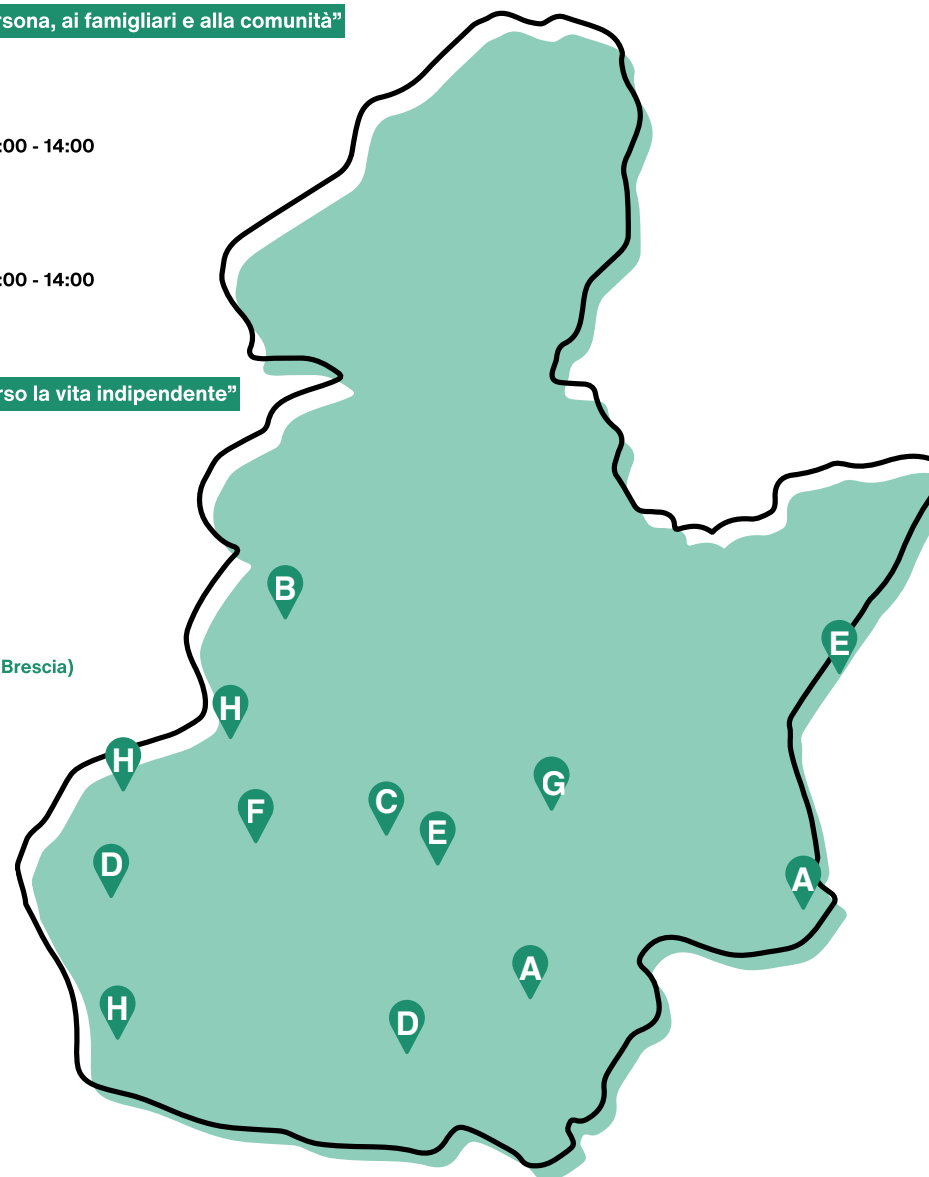 rsona, ai famigliari e alla comunità”
:00 - 14:00
:00 - 14:00
rso la vita indipendente”
B
E
Brescia)
H
H
G
C
F
E
D
A
A
H
D